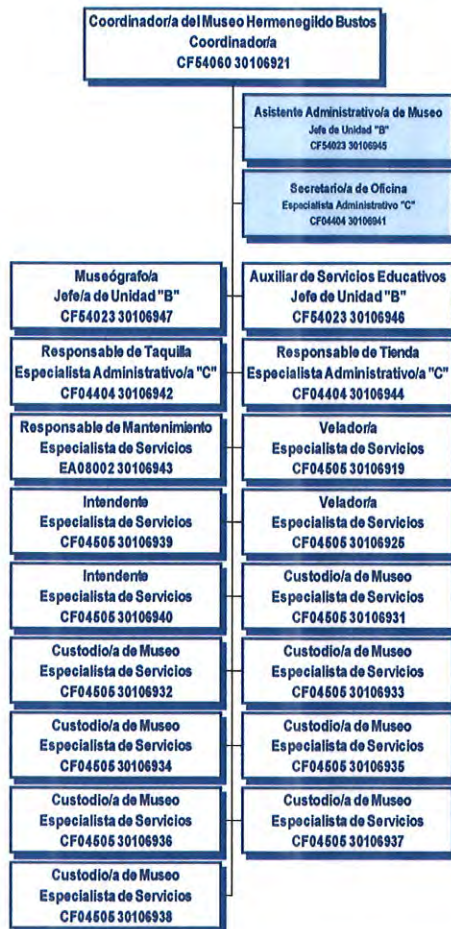 Coordinador/a del Museo Hermenegildo Bustos
Coordinador/a
CF54060 30106921
Asistente Administrativo/a de Museo
Jefe de Unidad "B"
CF54023 30106945
Secretario/a de Oficina
Especialista Administrativo "C"
CF04404 30106941
Museógrafo/a
Jefe/a de Unidad "B"
CF54023 30106947
Auxiliar de Servicios Educativos
Jefe de Unidad "B"
CF54023 30106946
Responsable de Taquilla
Especialista Administrativo/a "C"
CF04404 30106942
Responsable de Tienda
Especialista Administrativo/a "C"
CF04404 30106944
Responsable de Mantenimiento
Especialista de Servicios
EA08002 30106943
Velador/a
Especialista de Servicios
CF04505 30106919
Intendente
Especialista de Servicios
CF04505 30106939
Velador/a
Especialista de Servicios
CF04505 30106925
Intendente
Especialista de Servicios
CF04505 30106940
Custodio/a de Museo
Especialista de Servicios
CF04505 30106931
Custodio/a de Museo
Especialista de Servicios
CF04505 30106932
Custodio/a de Museo
Especialista de Servicios
CF04505 30106933
Custodio/a de Museo
Especialista de Servicios
CF04505 30106934
Custodio/a de Museo
Especialista de Servicios
CF04505 30106935
Custodio/a de Museo
Especialista de Servicios
CF04505 30106936
Custodio/a de Museo
Especialista de Servicios
CF04505 30106937
Custodio/a de Museo
Especialista de Servicios
CF04505 30106938